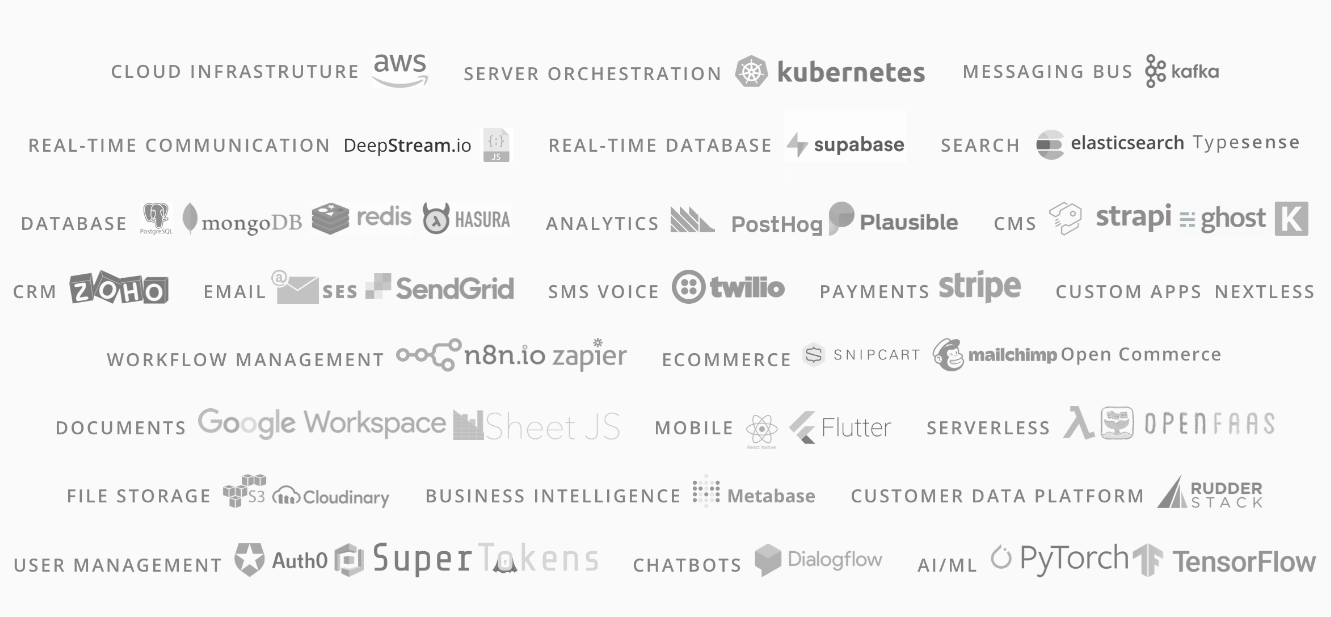 CLOUD INFRASTRUTURE aws SERVER ORCHESTRATION kubernetes MESSAGING BUS kafka
REAL-TIME COMMUNICATION DeepStream.io {:} JS REAL-TIME DATABASE supabase SEARCH elasticsearch Typesense
DATABASE PostgreSQL mongoDB redis HASURA ANALYTICS PostHog Plausible CMS strapi ghost K
CRM ZOHO EMAIL @ SES SendGrid SMS VOICE twilio PAYMENTS stripe CUSTOM APPS NEXTLESS
WORKFLOW MANAGEMENT n8n.io zapier ECOMMERCE S SNIPCART mailchimp Open Commerce
DOCUMENTS Google Workspace Sheet JS MOBILE React Native Flutter SERVERLESS λ OPENFAAS
FILE STORAGE S3 Cloudinary BUSINESS INTELLIGENCE Metabase CUSTOMER DATA PLATFORM RUDDER STACK
USER MANAGEMENT Auth0 SuperTokens CHATBOTS Dialogflow AI/ML PyTorch TensorFlow